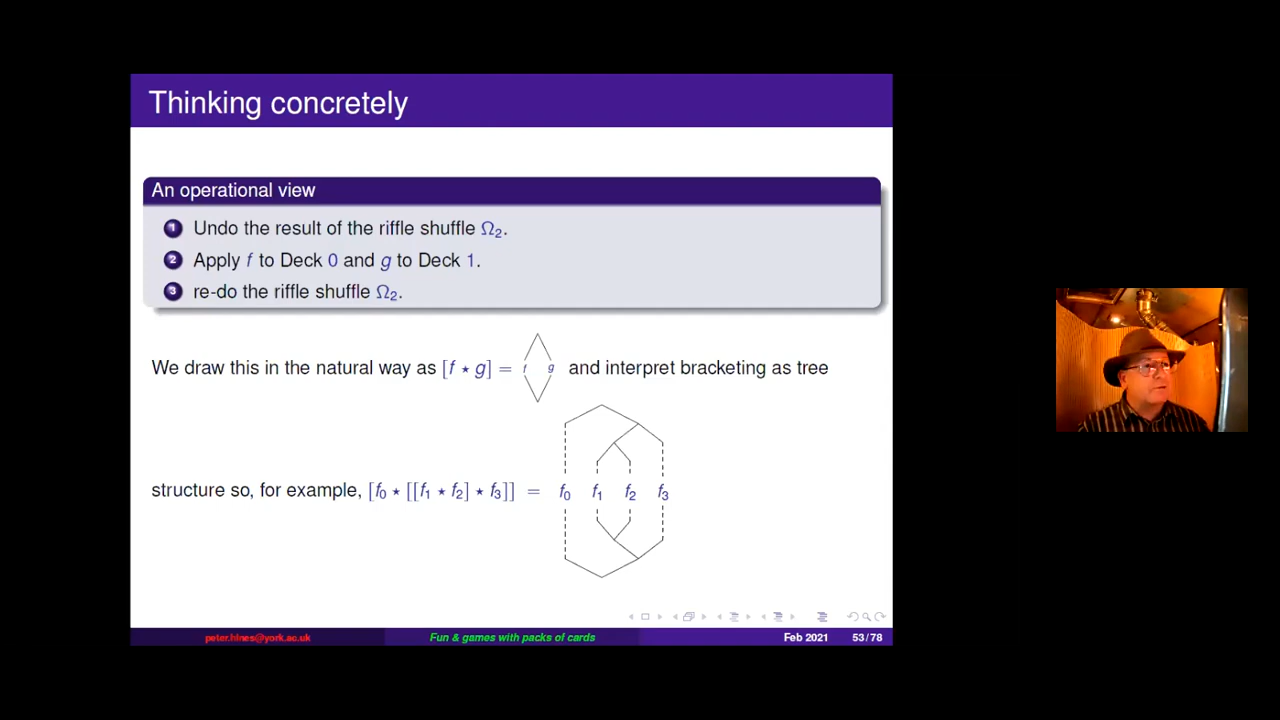 Thinking concretely
An operational view
1 Undo the result of the riffle shuffle Ω₂.
2 Apply f to Deck 0 and g to Deck 1.
3 re-do the riffle shuffle Ω₂.
We draw this in the natural way as [f ⋆ g] = f g and interpret bracketing as tree
structure so, for example, [f₀ ⋆ [[f₁ ⋆ f₂] ⋆ f₃]] = f₀ f₁ f₂ f₃
peter.hines@york.ac.uk Fun & games with packs of cards Feb 2021 53/78